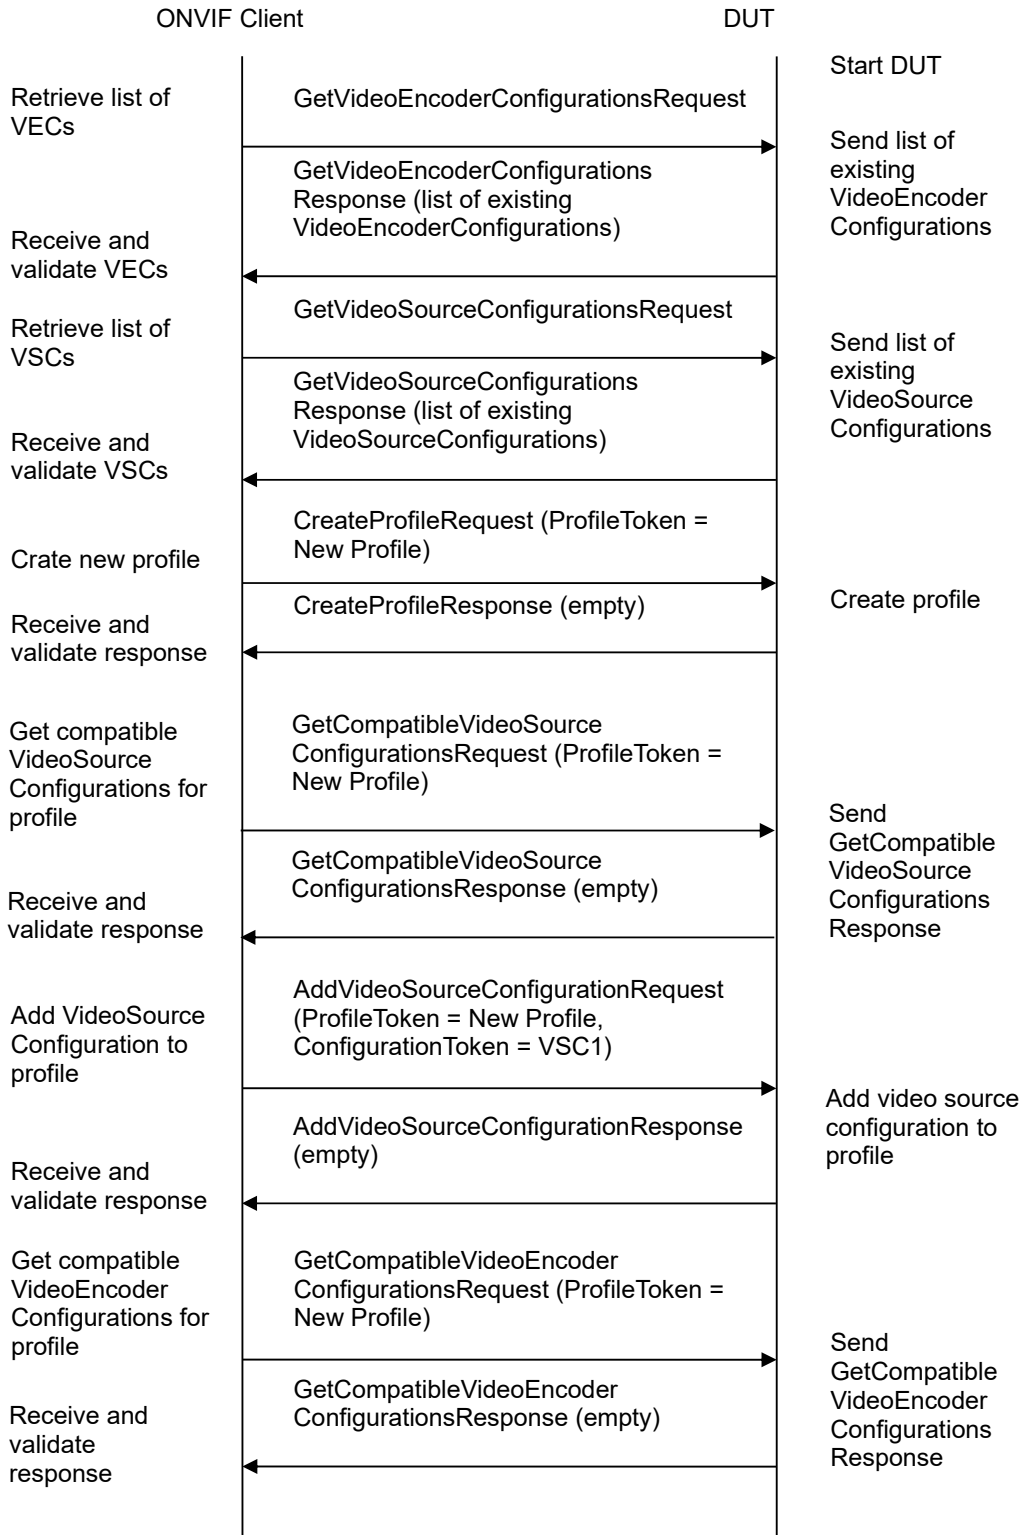 ONVIF Client
DUT
Start DUT
Retrieve list of
VECs
GetVideoEncoderConfigurationsRequest
Send list of
existing
VideoEncoder
Configurations
GetVideoEncoderConfigurations
Response (list of existing
VideoEncoderConfigurations)
Receive and
validate VECs
GetVideoSourceConfigurationsRequest
Retrieve list of
VSCs
Send list of
existing
VideoSource
Configurations
GetVideoSourceConfigurations
Response (list of existing
VideoSourceConfigurations)
Receive and
validate VSCs
CreateProfileRequest (ProfileToken =
New Profile)
Crate new profile
CreateProfileResponse (empty)
Create profile
Receive and
validate response
Get compatible
VideoSource
Configurations for
profile
GetCompatibleVideoSource
ConfigurationsRequest (ProfileToken =
New Profile)
Send
GetCompatible
VideoSource
Configurations
Response
GetCompatibleVideoSource
ConfigurationsResponse (empty)
Receive and
validate response
AddVideoSourceConfigurationRequest
(ProfileToken = New Profile,
ConfigurationToken = VSC1)
Add VideoSource
Configuration to
profile
Add video source
configuration to
profile
AddVideoSourceConfigurationResponse
(empty)
Receive and
validate response
Get compatible
VideoEncoder
Configurations for
profile
GetCompatibleVideoEncoder
ConfigurationsRequest (ProfileToken =
New Profile)
Send
GetCompatible
VideoEncoder
Configurations
Response
GetCompatibleVideoEncoder
ConfigurationsResponse (empty)
Receive and
validate
response